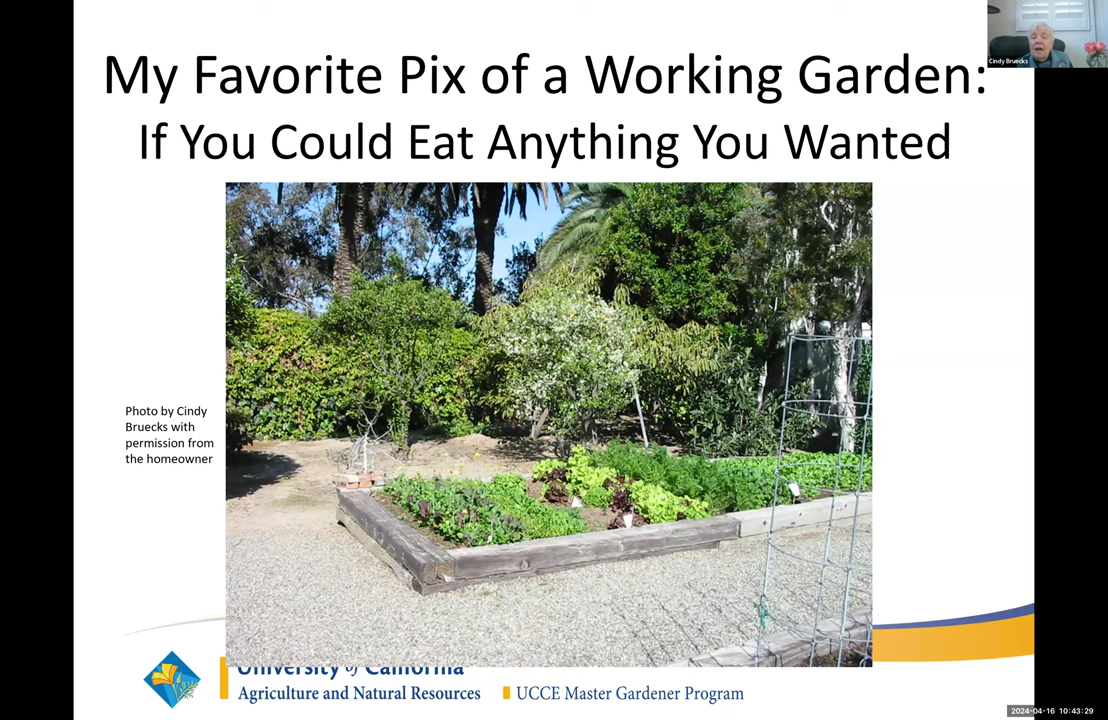 My Favorite Pix of a Working Garden:
If You Could Eat Anything You Wanted
Cindy Bruecks
Photo by Cindy
Bruecks with
permission from
the homeowner
University of California
Agriculture and Natural Resources
UCCE Master Gardener Program
2024-04-16 10:43:29